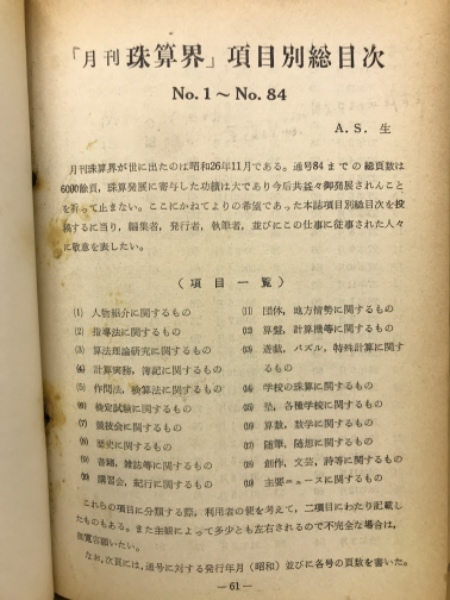 「月刊 珠算界」項目別総目次
No. 1 ～ No. 84
A. S. 生
月刊珠算界が世に出たのは昭和26年11月である。通号84までの総頁数は
6000餘頁，珠算発展に寄与した功績は大であり今后共益々御発展されんこと
を祈って止まない。ここにかねてよりの希望であった本誌項目別総目次を投
稿するに当り，編集者，発行者，執筆者，並びにこの仕事に従事された人々
に敬意を表したい。
（項目一覧）
(1) 人物紹介に関するもの
(2) 指導法に関するもの
(3) 算法理論研究に関するもの
(4) 計算実務，簿記に関するもの
(5) 作問法，検算法に関するもの
(6) 検定試験に関するもの
(7) 競技会に関するもの
(8) 歴史に関するもの
(9) 書籍，雑誌等に関するもの
(10) 講習会，紀行に関するもの
(11) 団体，地方情勢に関するもの
(12) 算盤，計算機等に関するもの
(13) 遊戯，パズル，特殊計算に関す
るもの
(14) 学校の珠算に関するもの
(15) 塾，各種学校に関するもの
(16) 算数，数学に関するもの
(17) 随筆，随想に関するもの
(18) 創作，文芸，詩等に関するもの
(19) 主要ニュースに関するもの
これらの項目に分類する際，利用者の便を考えて，二項目にわたり記載し
たものもある。また主観によって多少とも左右されるので不完全な場合は，
御寛容願いたい。
なお，次頁には，通号に対する発行年月（昭和）並びに各号の頁数を書いた。
— 61 —